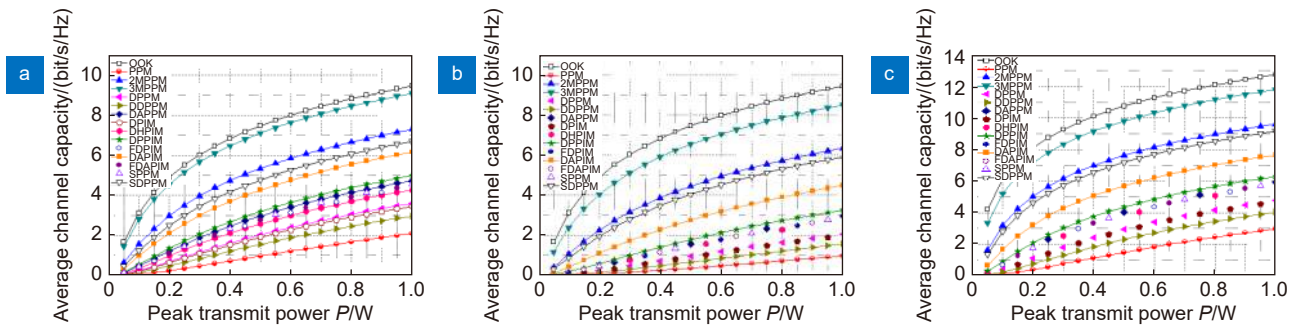 a
Average channel capacity/(bit/s/Hz)
10
8
6
4
2
0
OOK
PPM
2MPPM
3MPPM
DPPM
DDPPM
DAPPM
DPIM
DHPIM
DPPIM
FDPIM
DAPIM
FDAPIM
SPPM
SDPPM
0 0.2 0.4 0.6 0.8 1.0
Peak transmit power P/W
b
Average channel capacity/(bit/s/Hz)
10
8
6
4
2
0
OOK
PPM
2MPPM
3MPPM
DPPM
DDPPM
DAPPM
DPIM
DHPIM
DPPIM
FDPIM
DAPIM
FDAPIM
SPPM
SDPPM
0 0.2 0.4 0.6 0.8 1.0
Peak transmit power P/W
c
Average channel capacity/(bit/s/Hz)
14
12
10
8
6
4
2
0
OOK
PPM
2MPPM
3MPPM
DPPM
DDPPM
DAPPM
DPIM
DHPIM
DPPIM
FDPIM
DAPIM
FDAPIM
SPPM
SDPPM
0 0.2 0.4 0.6 0.8 1.0
Peak transmit power P/W